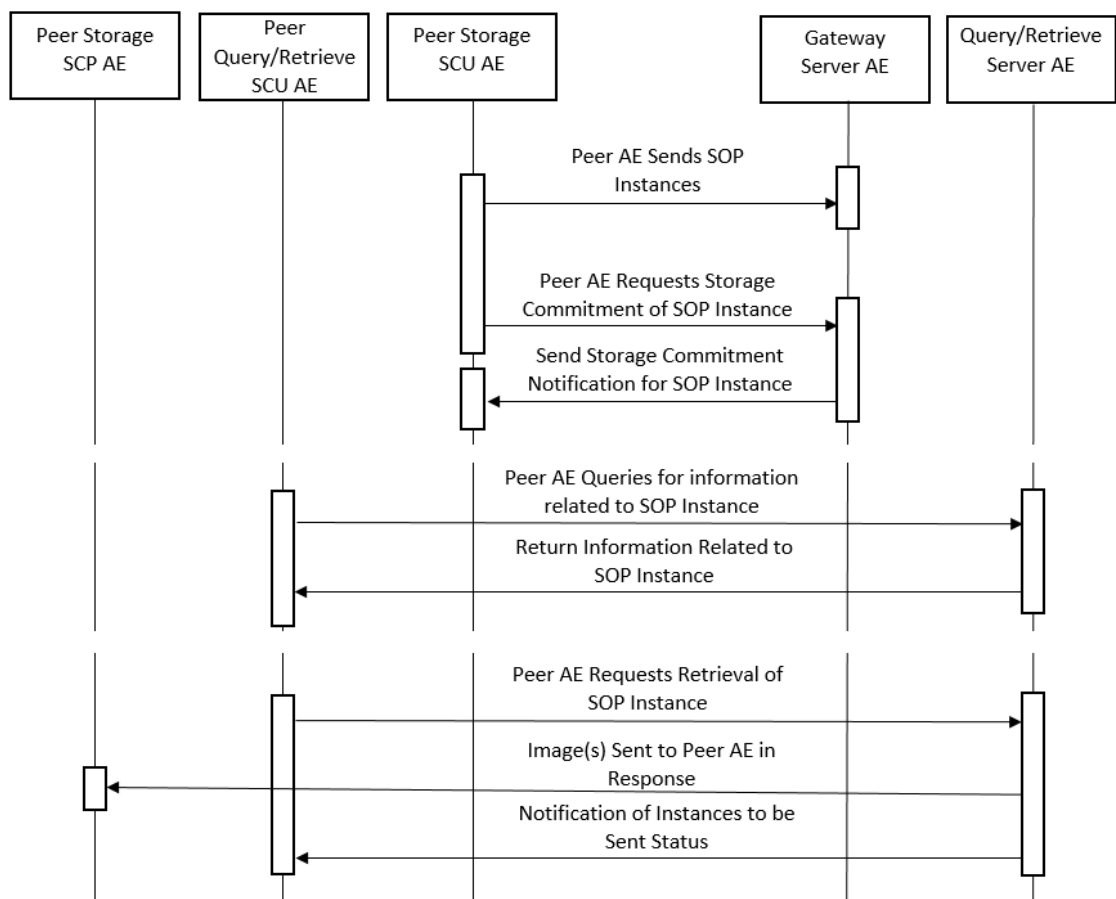 Peer Storage
SCP AE
Peer
Query/Retrieve
SCU AE
Peer Storage
SCU AE
Gateway
Server AE
Query/Retrieve
Server AE
Peer AE Sends SOP
Instances
Peer AE Requests Storage
Commitment of SOP Instance
Send Storage Commitment
Notification for SOP Instance
Peer AE Queries for information
related to SOP Instance
Return Information Related to
SOP Instance
Peer AE Requests Retrieval of
SOP Instance
Image(s) Sent to Peer AE in
Response
Notification of Instances to be
Sent Status